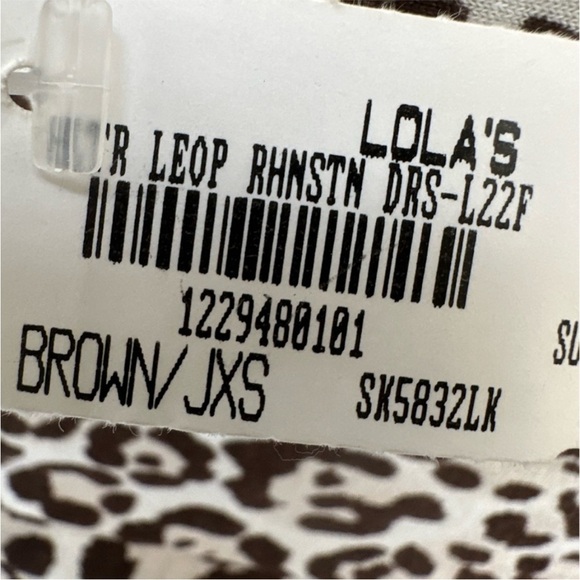 LOLA'S
LEOP RHNSTN DRS-L22F
1229480101
BROWN/JXS
SK5832LK